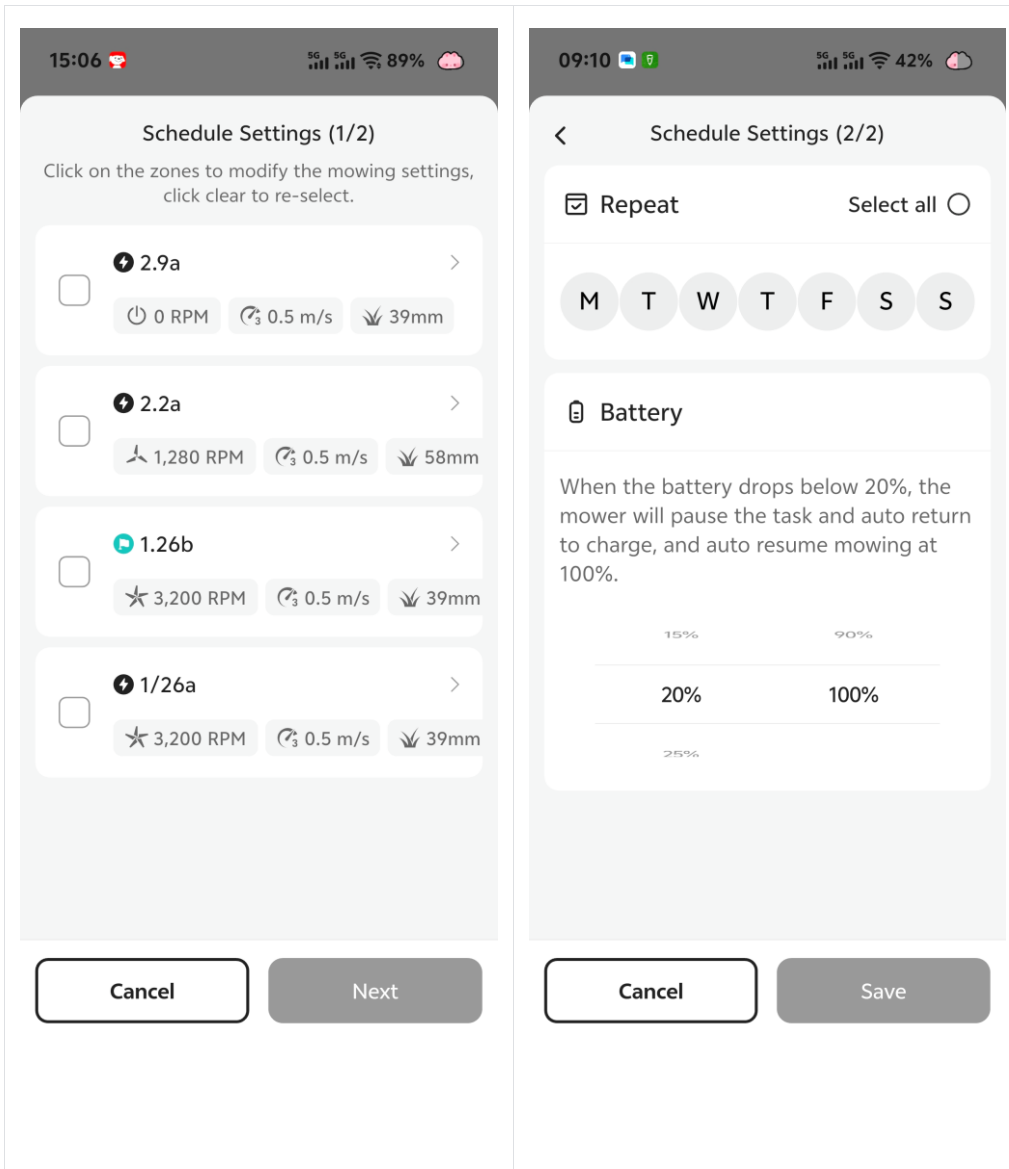 15:06
5G 5G 89%
Schedule Settings (1/2)
Click on the zones to modify the mowing settings,
click clear to re-select.
2.9a
0 RPM 3 0.5 m/s 39mm
2.2a
1,280 RPM 3 0.5 m/s 58mm
1.26b
3,200 RPM 3 0.5 m/s 39mm
1/26a
3,200 RPM 3 0.5 m/s 39mm
Cancel Next
09:10
5G 5G 42%
Schedule Settings (2/2)
Repeat Select all
M T W T F S S
Battery
When the battery drops below 20%, the
mower will pause the task and auto return
to charge, and auto resume mowing at
100%.
15% 90%
20% 100%
25%
Cancel Save